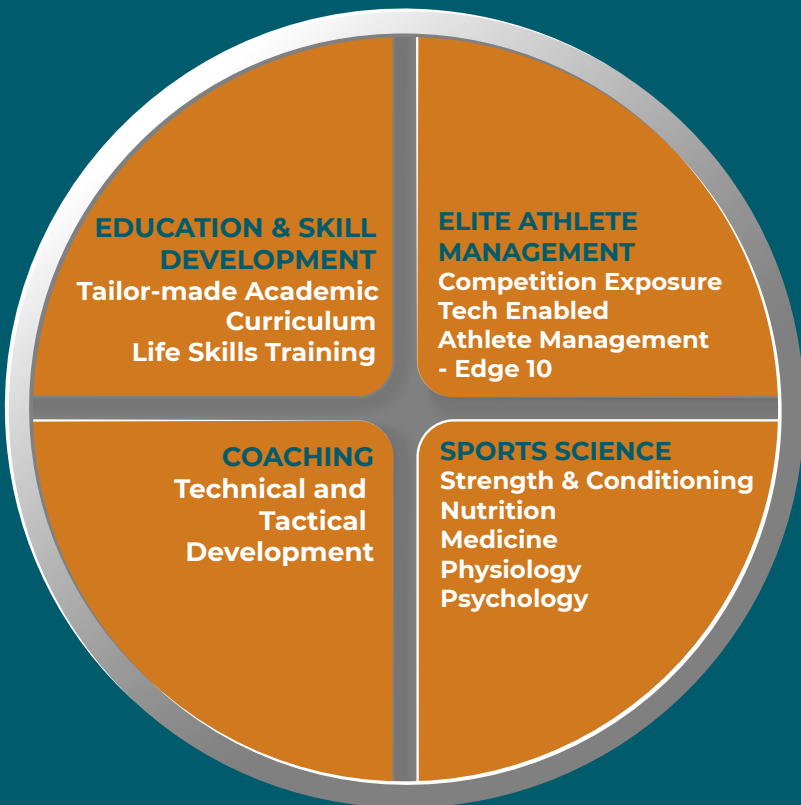 EDUCATION & SKILL
DEVELOPMENT
Tailor-made Academic
Curriculum
Life Skills Training
ELITE ATHLETE
MANAGEMENT
Competition Exposure
Tech Enabled
Athlete Management
- Edge 10
COACHING
Technical and
Tactical
Development
SPORTS SCIENCE
Strength & Conditioning
Nutrition
Medicine
Physiology
Psychology